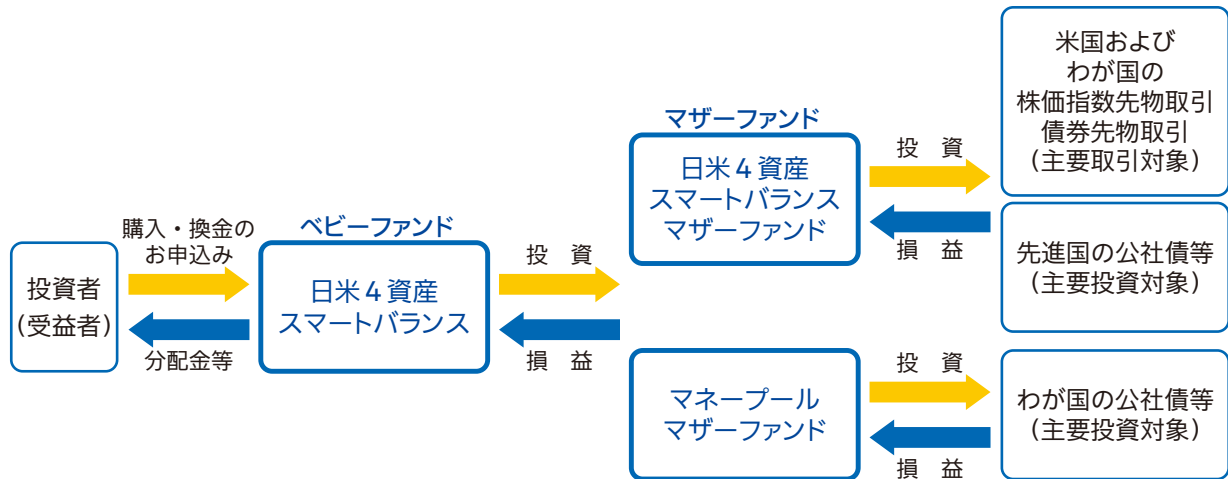 投資者
(受益者)
購入・換金の
お申込み
分配金等
ベビーファンド
日米4資産
スマートバランス
投 資
損 益
マザーファンド
日米4資産
スマートバランス
マザーファンド
投 資
損 益
米国および
わが国の
株価指数先物取引
債券先物取引
(主要取引対象)
先進国の公社債等
(主要投資対象)
マネープール
マザーファンド
投 資
損 益
わが国の公社債等
(主要投資対象)